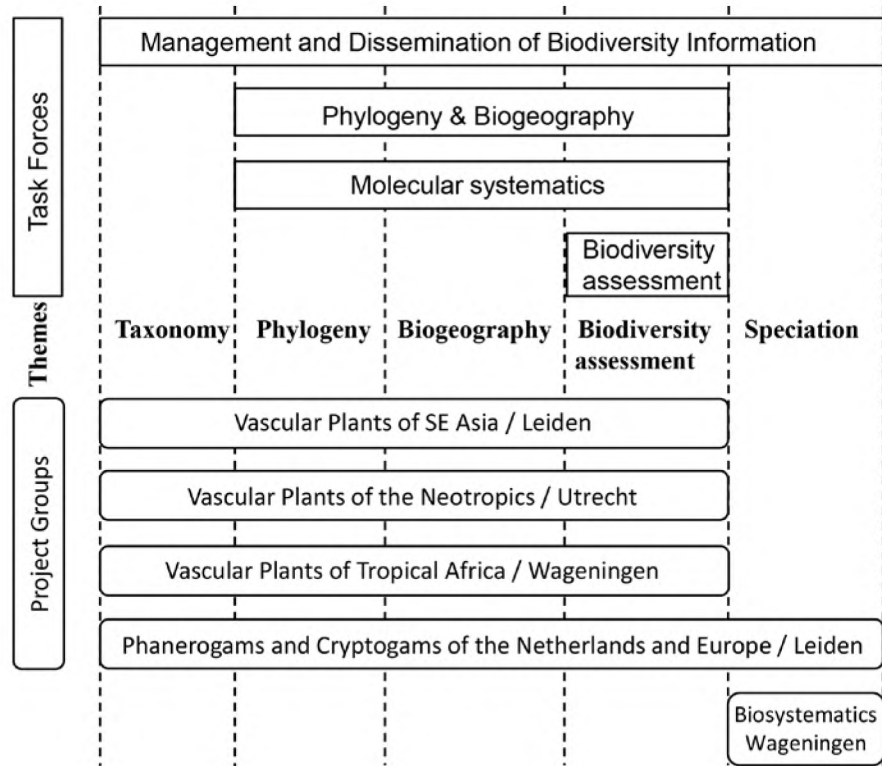 Task Forces
Management and Dissemination of Biodiversity Information
Phylogeny & Biogeography
Molecular systematics
Biodiversity
assessment
Themes
Taxonomy
Phylogeny
Biogeography
Biodiversity
assessment
Speciation
Project Groups
Vascular Plants of SE Asia / Leiden
Vascular Plants of the Neotropics / Utrecht
Vascular Plants of Tropical Africa / Wageningen
Phanerogams and Cryptogams of the Netherlands and Europe / Leiden
Biosystematics
Wageningen